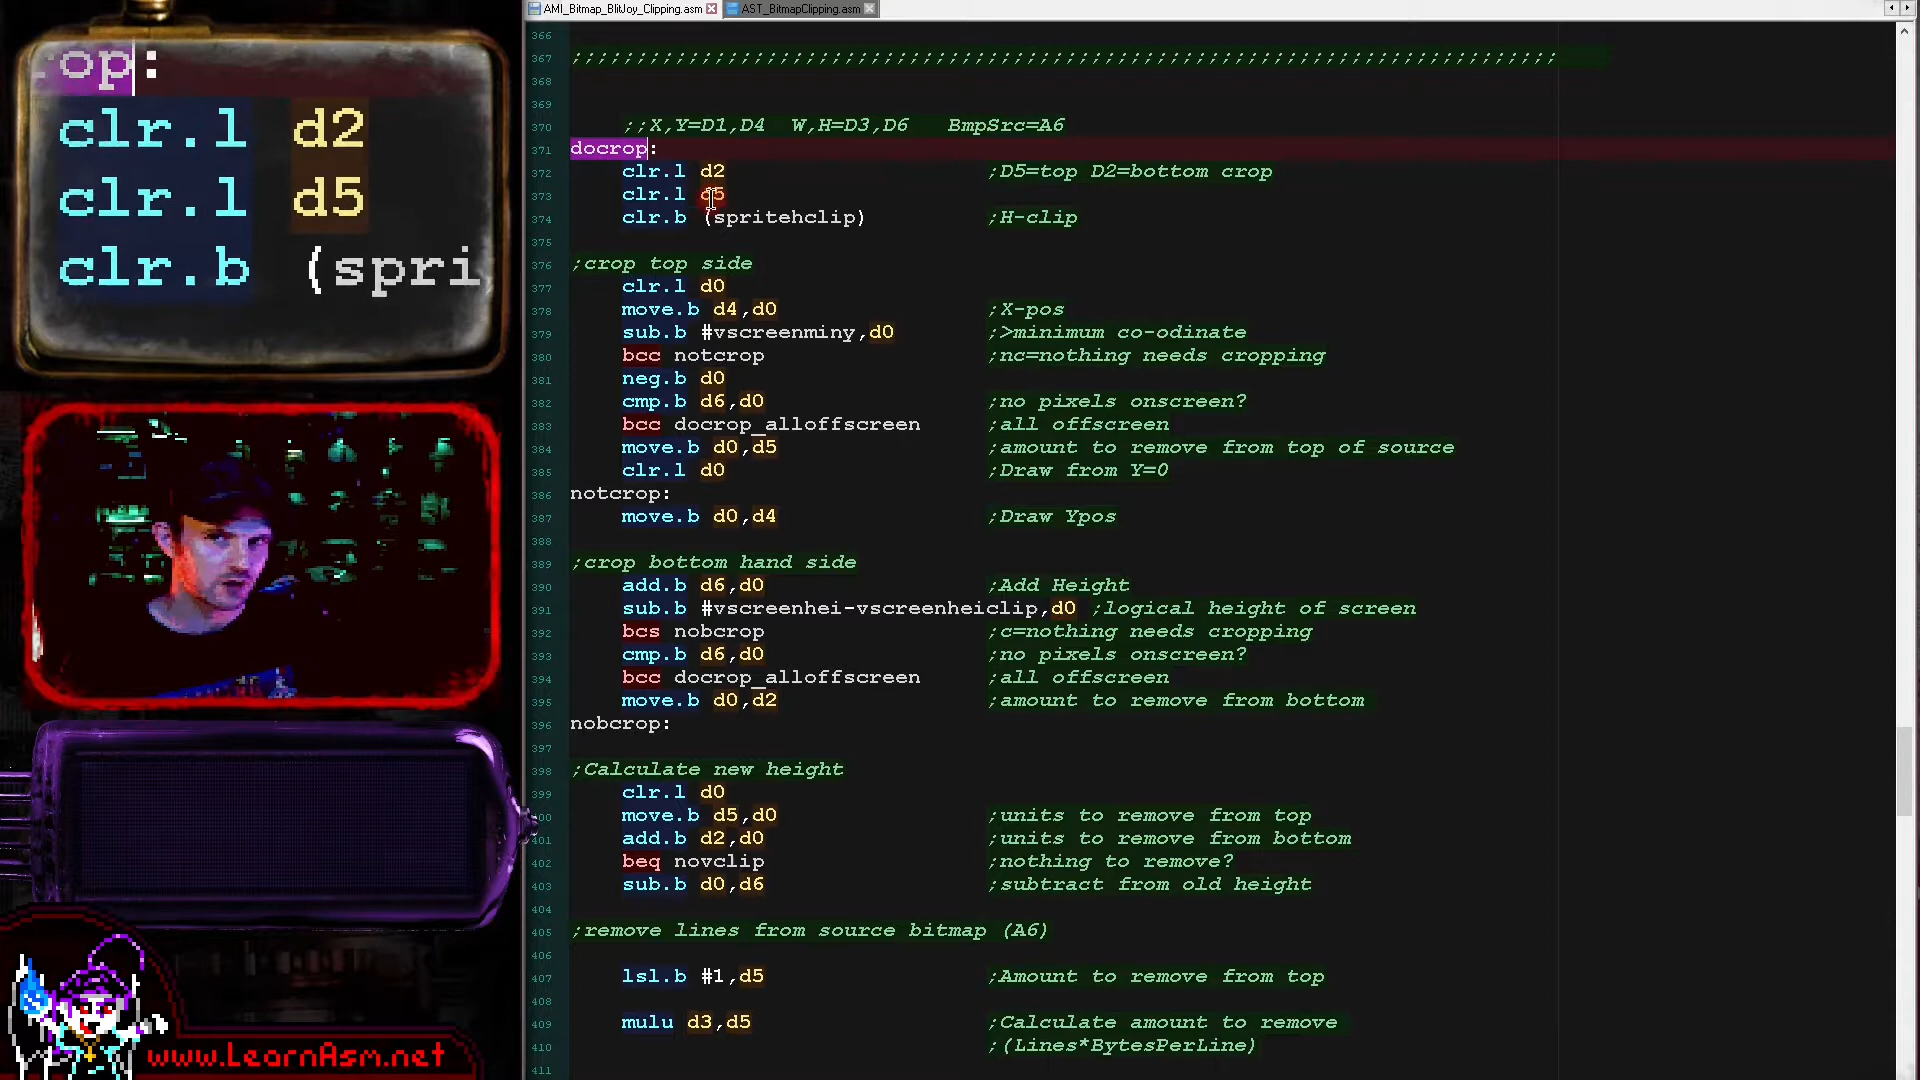 AMI_Bitmap_BlitJoy_Clipping.asm AST_BitmapClipping.asm
rop:
clr.l d2
clr.l d5
clr.b (spri
366
367 ;;;;;;;;;;;;;;;;;;;;;;;;;;;;;;;;;;;;;;;;;;;;;;;;;;;;;;;;;;;;;;;;;;;;;;;;;;;;
368
369
370 ;;X,Y=D1,D4 W,H=D3,D6 BmpSrc=A6
371 docrop:
372 clr.l d2 ;D5=top D2=bottom crop
373 clr.l d5
374 clr.b (spritehclip) ;H-clip
375
376 ;crop top side
377 clr.l d0
378 move.b d4,d0 ;X-pos
379 sub.b #vscreenminy,d0 ;>minimum co-odinate
380 bcc notcrop ;nc=nothing needs cropping
381 neg.b d0
382 cmp.b d6,d0 ;no pixels onscreen?
383 bcc docrop_alloffscreen ;all offscreen
384 move.b d0,d5 ;amount to remove from top of source
385 clr.l d0 ;Draw from Y=0
386 notcrop:
387 move.b d0,d4 ;Draw Ypos
388
389 ;crop bottom hand side
390 add.b d6,d0 ;Add Height
391 sub.b #vscreenhei-vscreenheiclip,d0 ;logical height of screen
392 bcs nobcrop ;c=nothing needs cropping
393 cmp.b d6,d0 ;no pixels onscreen?
394 bcc docrop_alloffscreen ;all offscreen
395 move.b d0,d2 ;amount to remove from bottom
396 nobcrop:
397
398 ;Calculate new height
399 clr.l d0
400 move.b d5,d0 ;units to remove from top
401 add.b d2,d0 ;units to remove from bottom
402 beq novclip ;nothing to remove?
403 sub.b d0,d6 ;subtract from old height
404
405 ;remove lines from source bitmap (A6)
406
407 lsl.b #1,d5 ;Amount to remove from top
408
409 mulu d3,d5 ;Calculate amount to remove
410 ;(Lines*BytesPerLine)
411
www.LearnAsm.net